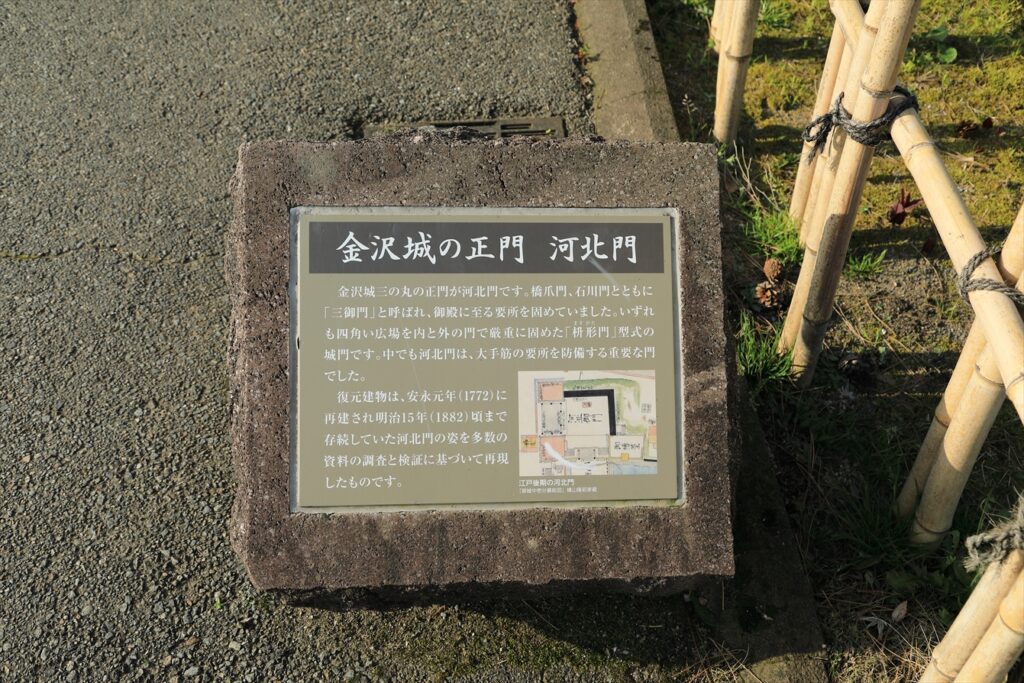 金沢城の正門　河北門
金沢城三の丸の正門が河北門です。橋爪門、石川門とともに
「三御門」と呼ばれ、御殿に至る要所を固めていました。いずれ
も四角い広場を内と外の門で厳重に固めた「枡形門」型式の
城門です。中でも河北門は、大手筋の要所を防備する重要な門
でした。
復元建物は、安永元年(1772)に
再建され明治15年(1882)頃まで
存続していた河北門の姿を多数の
資料の調査と検証に基づいて再現
したものです。
江戸後期の河北門